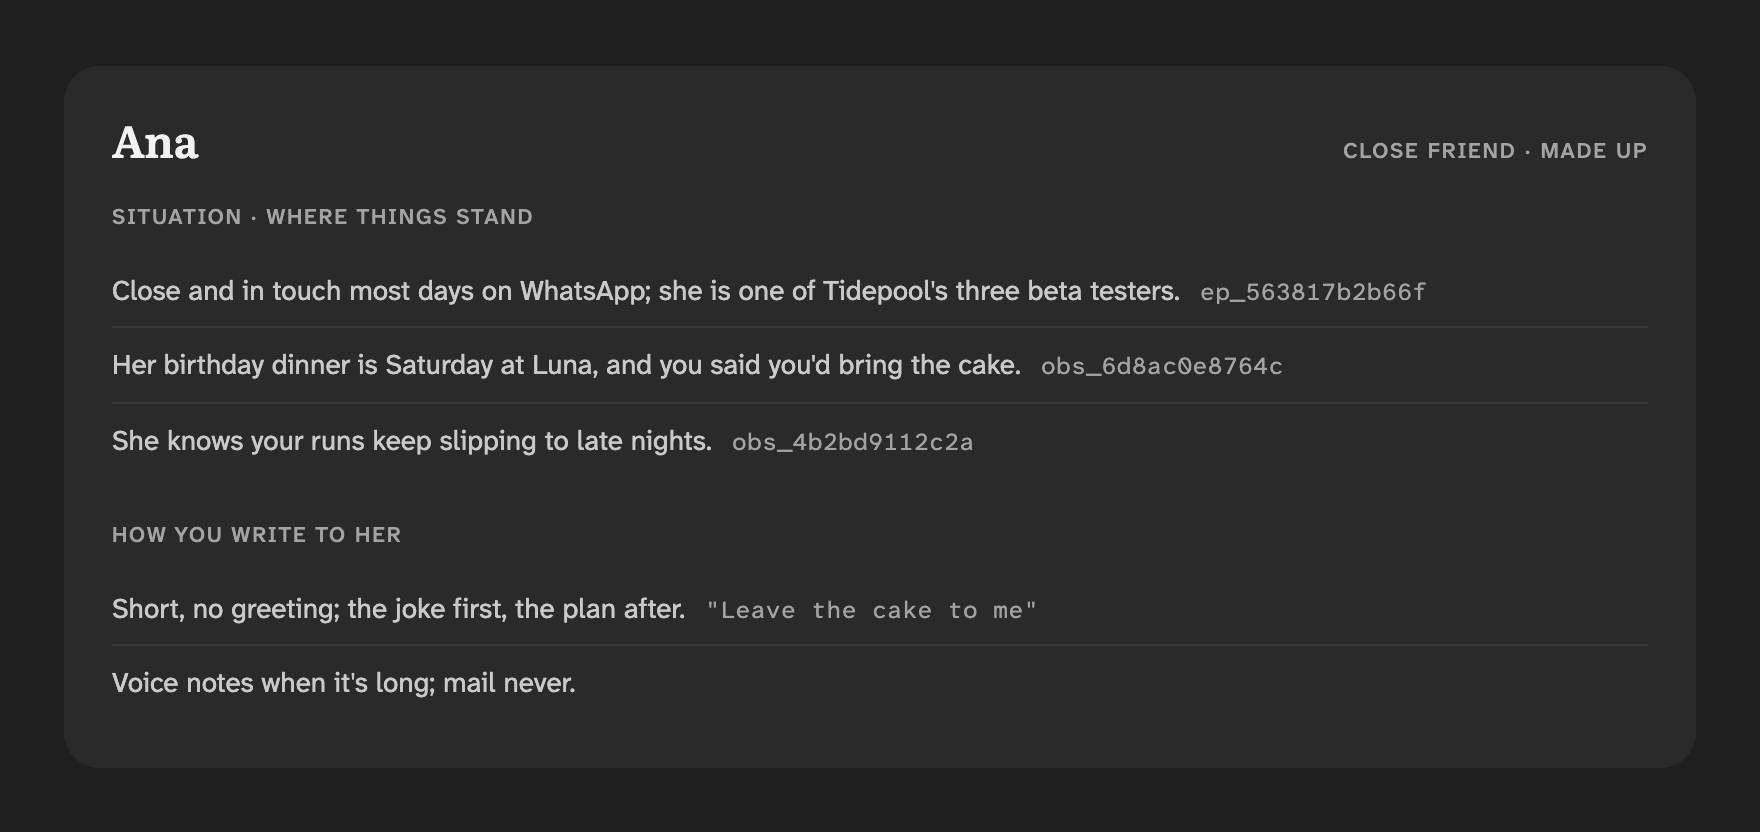 Ana
CLOSE FRIEND · MADE UP
SITUATION · WHERE THINGS STAND
Close and in touch most days on WhatsApp; she is one of Tidepool's three beta testers. ep_563817b2b66f
Her birthday dinner is Saturday at Luna, and you said you'd bring the cake. obs_6d8ac0e8764c
She knows your runs keep slipping to late nights. obs_4b2bd9112c2a
HOW YOU WRITE TO HER
Short, no greeting; the joke first, the plan after. "Leave the cake to me"
Voice notes when it's long; mail never.